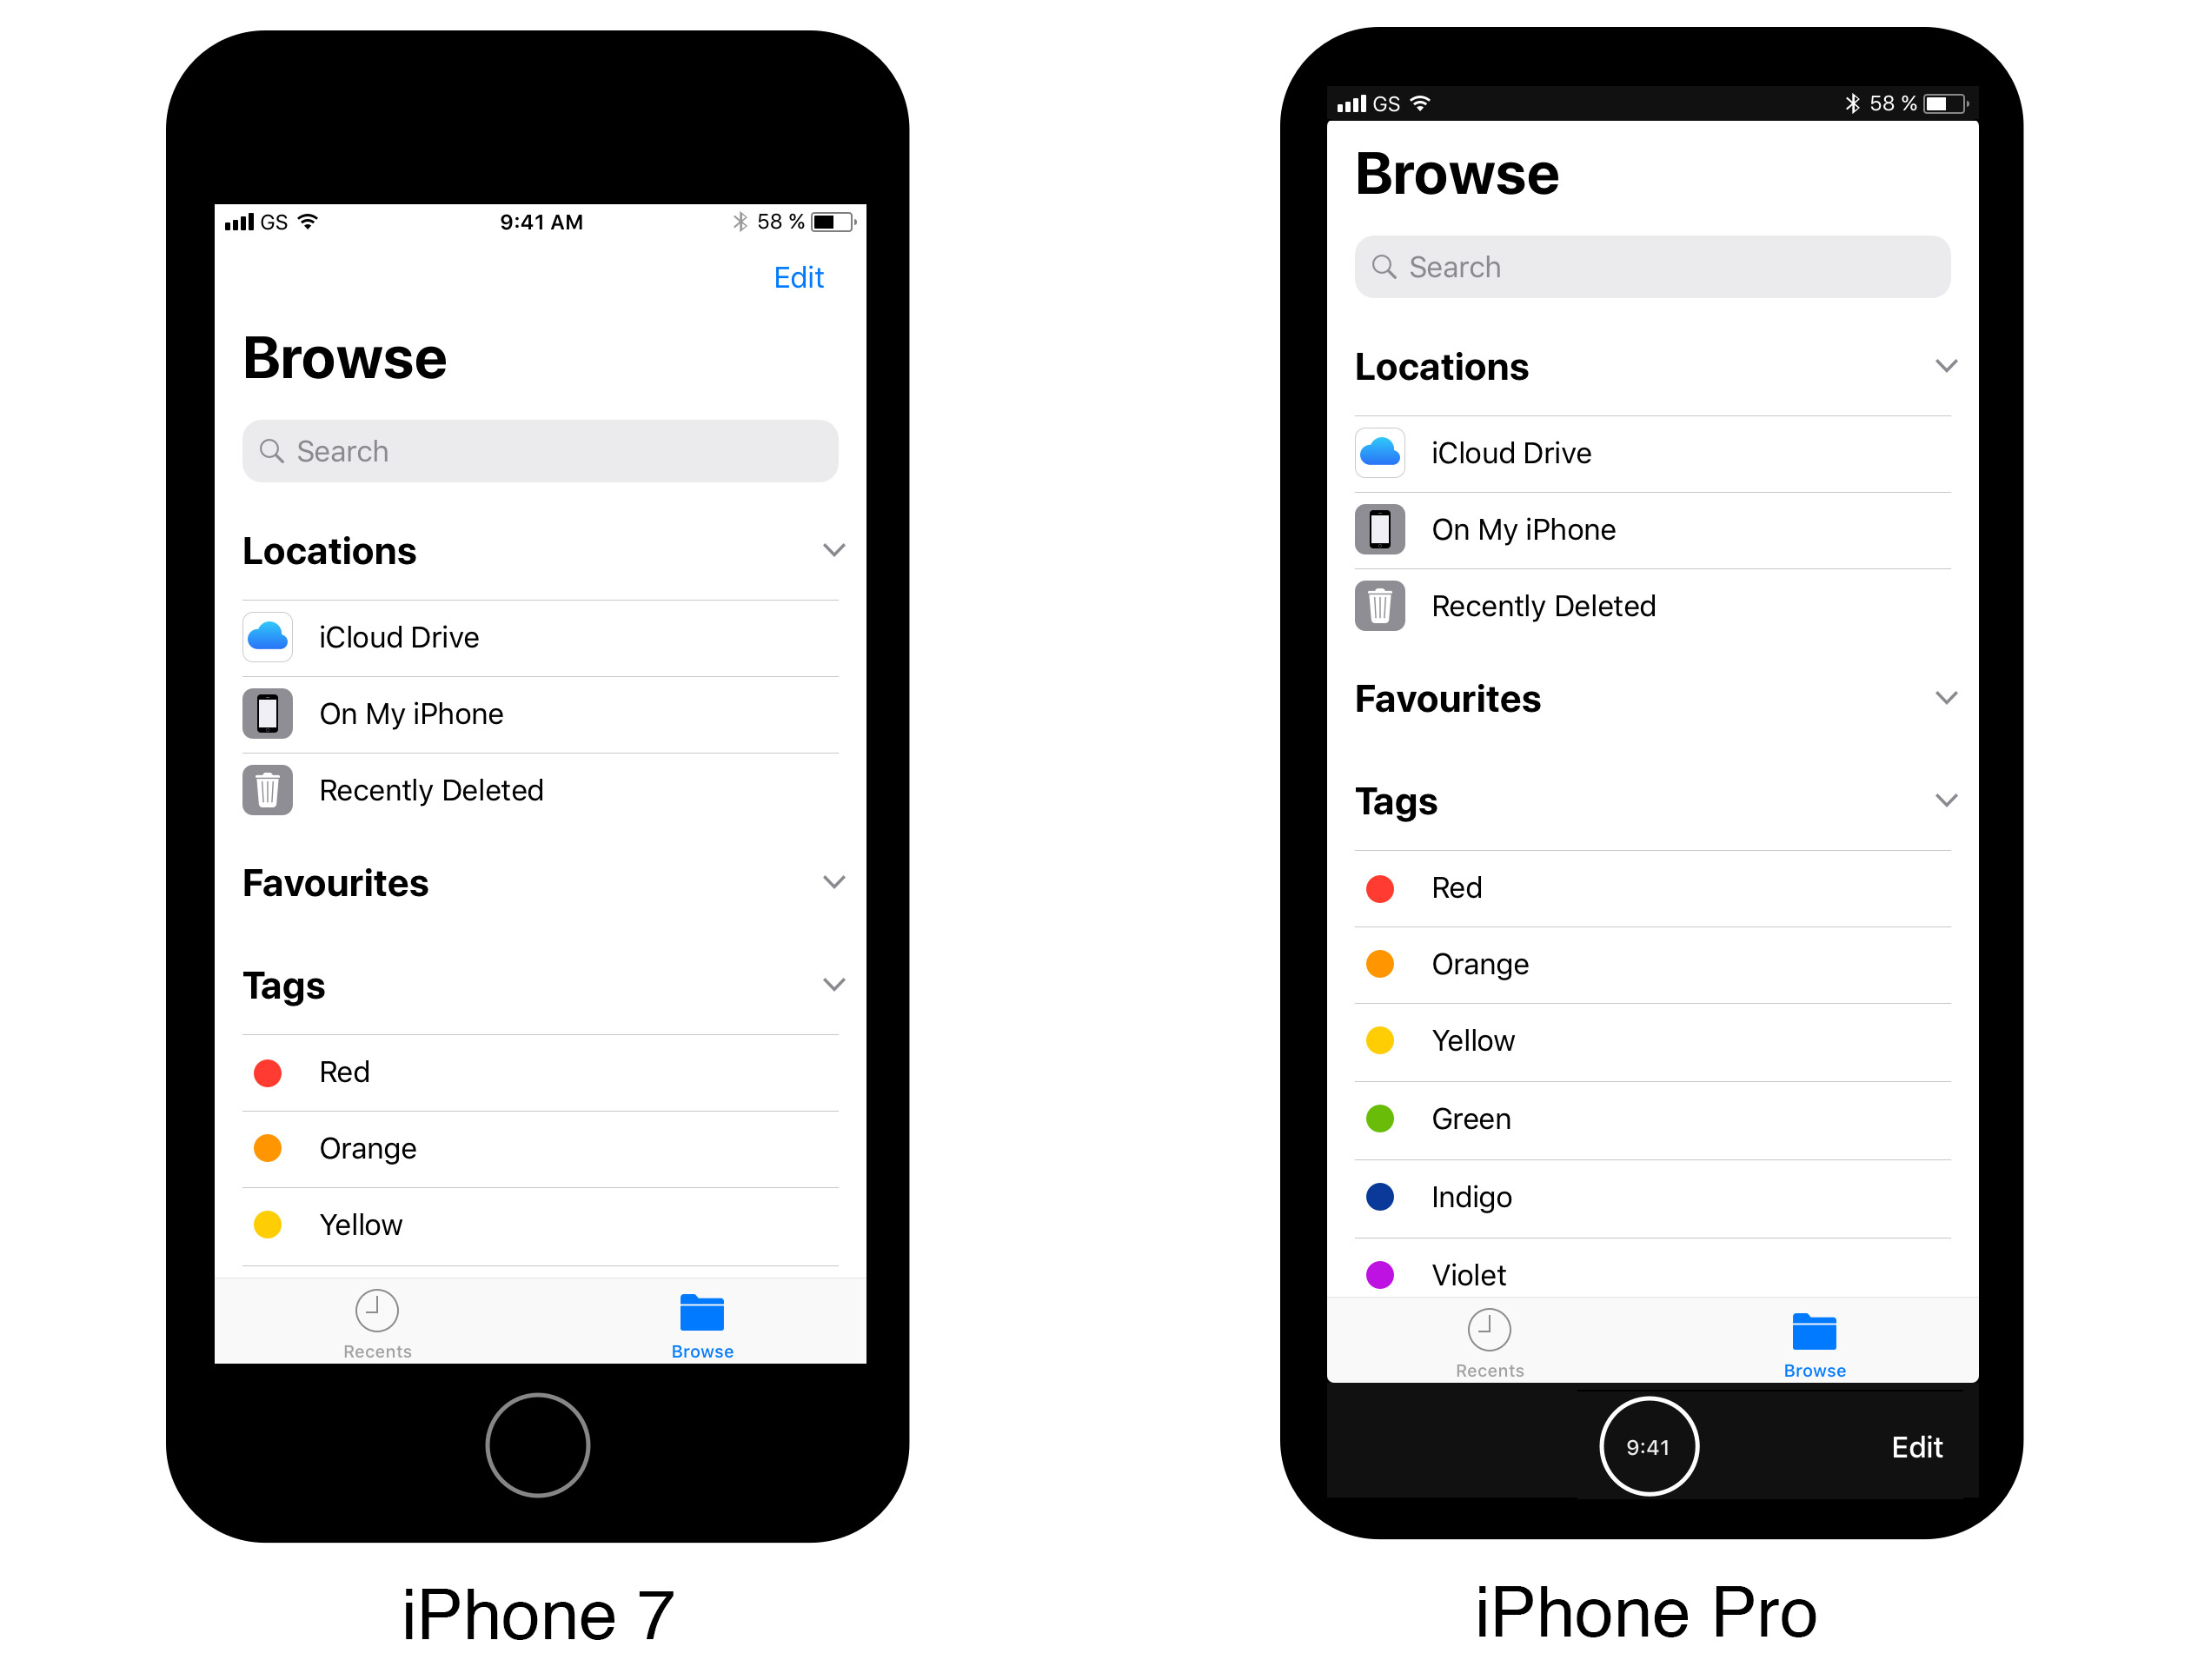 GS 9:41 AM 58 %
Edit
Browse
Search
Locations
iCloud Drive
On My iPhone
Recently Deleted
Favourites
Tags
Red
Orange
Yellow
Recents Browse
iPhone 7
GS 58 %
Browse
Search
Locations
iCloud Drive
On My iPhone
Recently Deleted
Favourites
Tags
Red
Orange
Yellow
Green
Indigo
Violet
Recents Browse
9:41 Edit
iPhone Pro